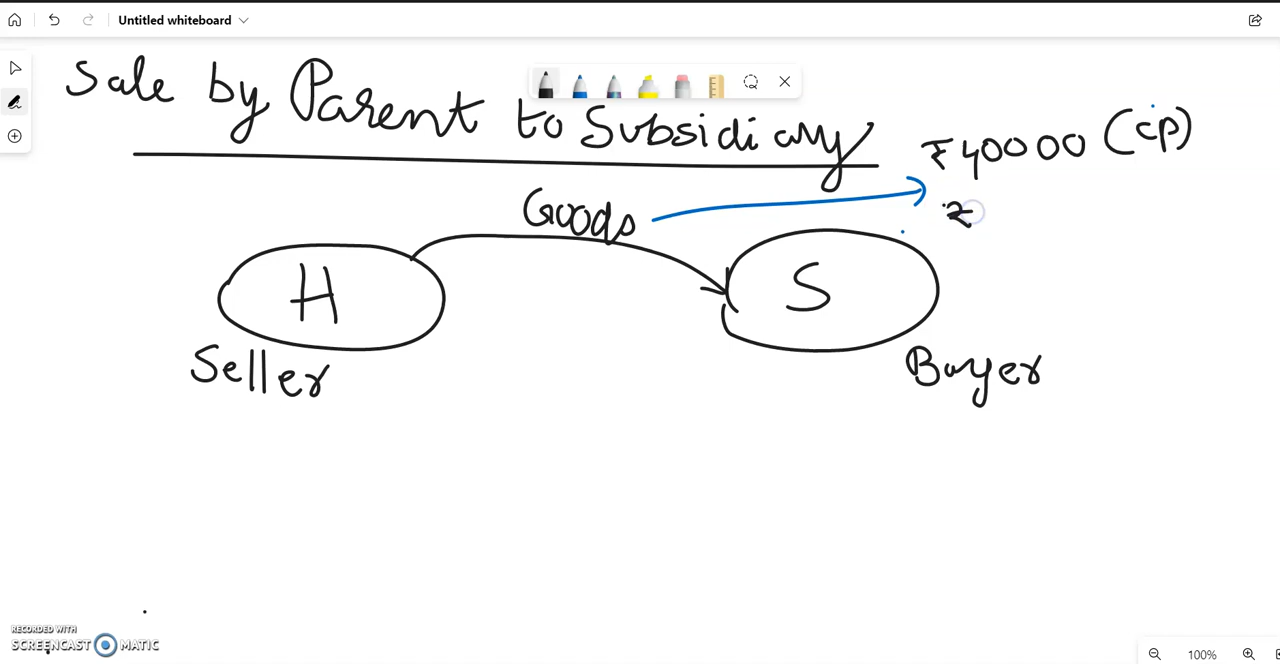 Untitled whiteboard
Sale by Parent to Subsidiary
₹40000 (cp)
₹
Goods
H
S
Seller
Buyer
RECORDED WITH
SCREENCAST MATIC
100%